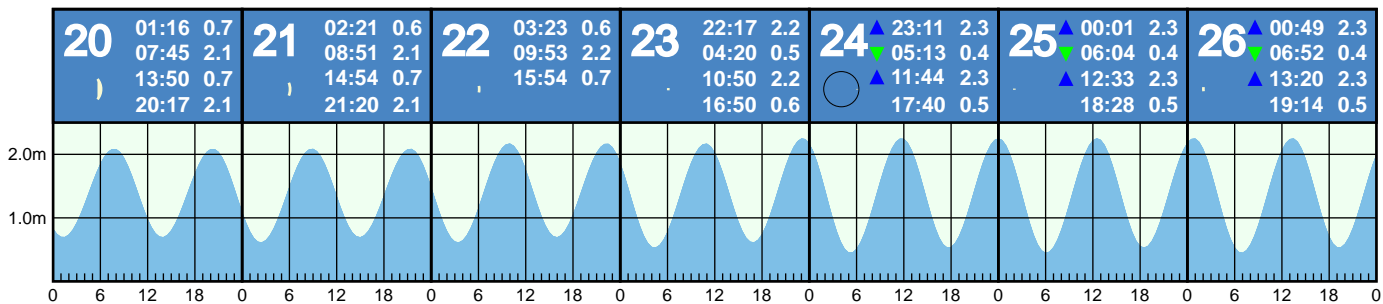 20
01:16 0.7
07:45 2.1
13:50 0.7
20:17 2.1
21
02:21 0.6
08:51 2.1
14:54 0.7
21:20 2.1
22
03:23 0.6
09:53 2.2
15:54 0.7
23
22:17 2.2
04:20 0.5
10:50 2.2
16:50 0.6
24
▲ 23:11 2.3
▼ 05:13 0.4
▲ 11:44 2.3
17:40 0.5
25
▲ 00:01 2.3
▼ 06:04 0.4
▲ 12:33 2.3
18:28 0.5
26
▲ 00:49 2.3
▼ 06:52 0.4
▲ 13:20 2.3
19:14 0.5
2.0m
1.0m
0 6 12 18 0 6 12 18 0 6 12 18 0 6 12 18 0 6 12 18 0 6 12 18 0 6 12 18 0